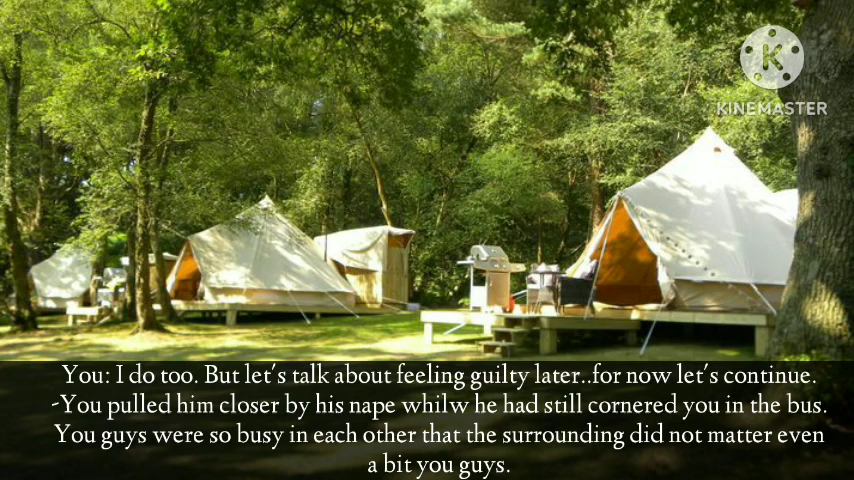 K
KINEMASTER
You: I do too. But let's talk about feeling guilty later..for now let's continue.
-You pulled him closer by his nape whilw he had still cornered you in the bus.
You guys were so busy in each other that the surrounding did not matter even
a bit you guys.